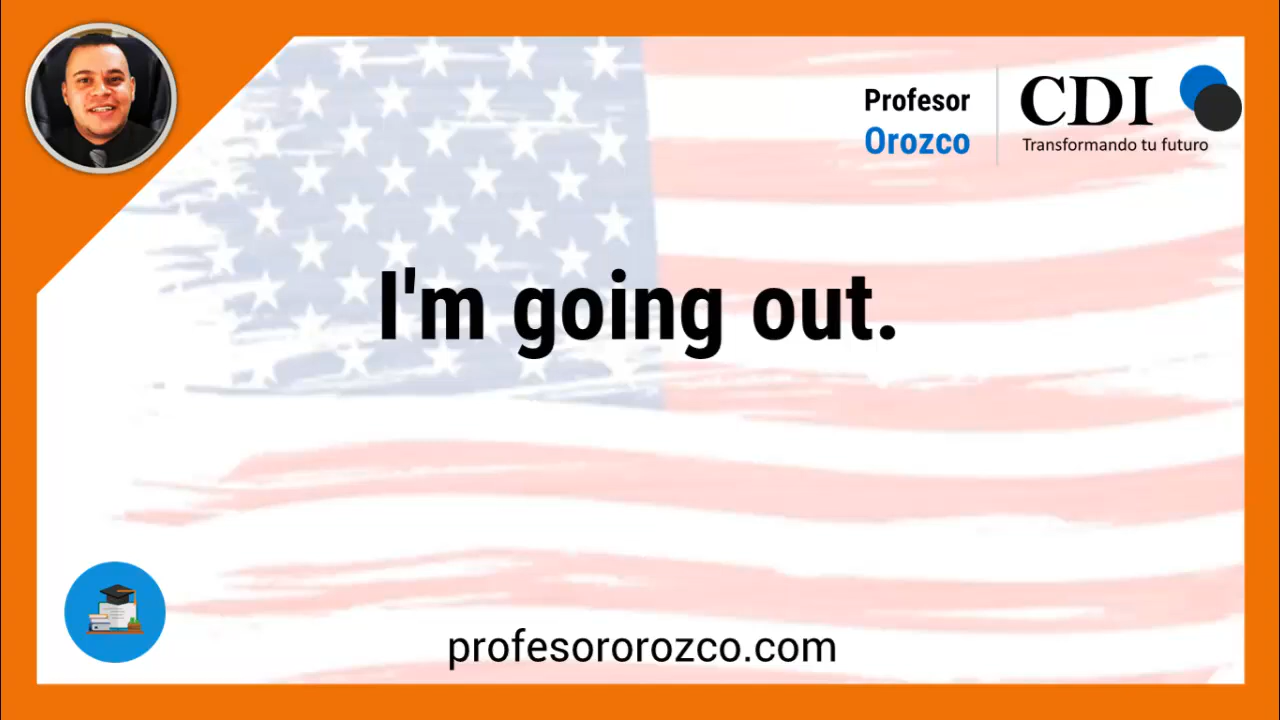 Profesor
Orozco
CDI
Transformando tu futuro
I'm going out.
profesororozco.com